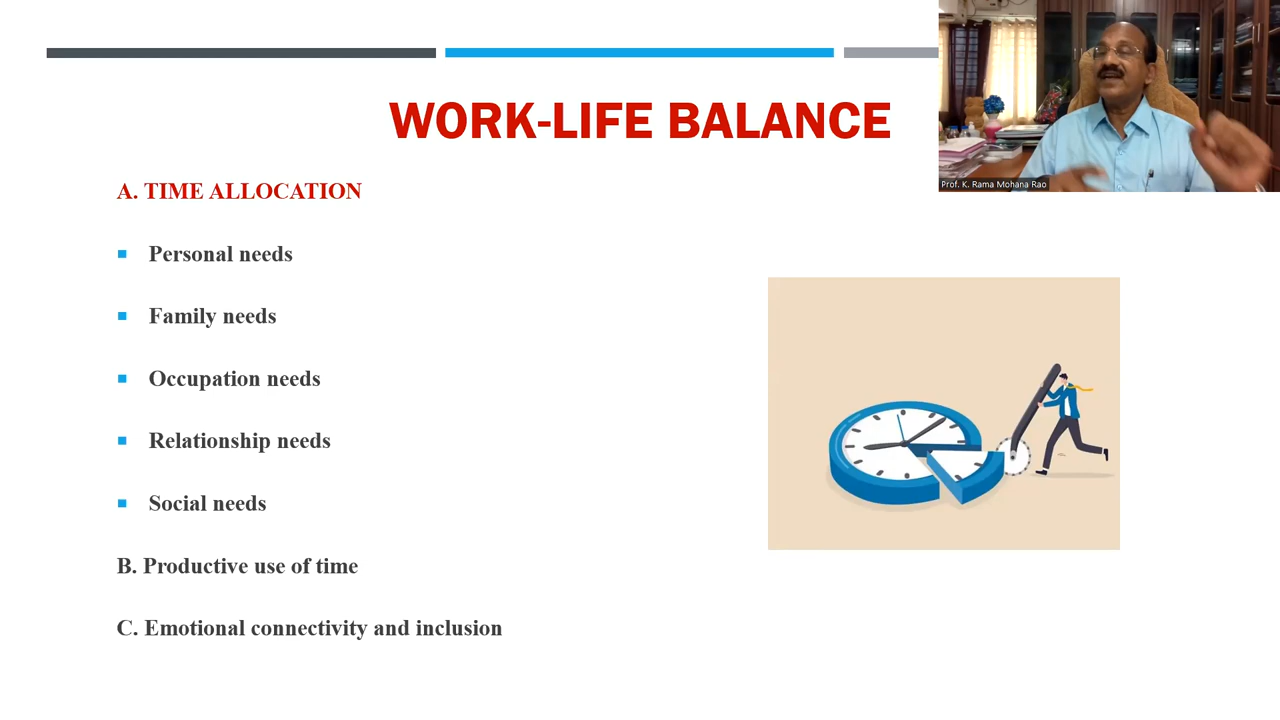 WORK-LIFE BALANCE
Prof. K. Rama Mohana Rao
A. TIME ALLOCATION
Personal needs
Family needs
Occupation needs
Relationship needs
Social needs
B. Productive use of time
C. Emotional connectivity and inclusion